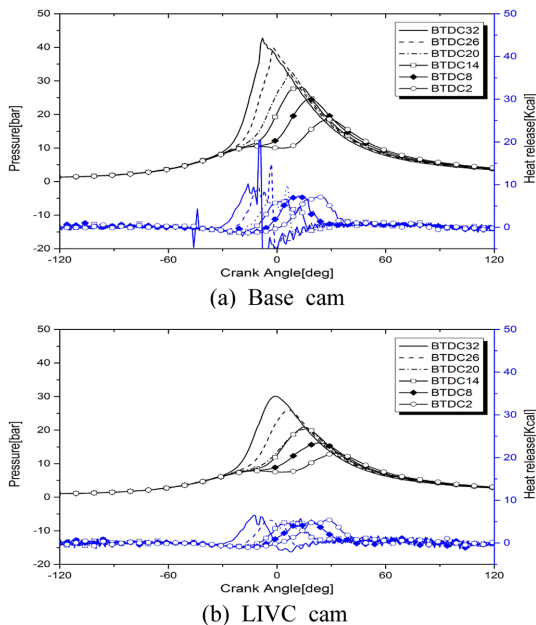 50
40
30
20
10
0
-10
-20
Pressure[bar]
50
40
30
20
10
0
Heat release[Kcal]
BTDC32
BTDC26
BTDC20
BTDC14
BTDC8
BTDC2
-120 -60 0 60 120
Crank Angle[deg]
(a) Base cam
50
40
30
20
10
0
-10
-20
Pressure[bar]
50
40
30
20
10
0
Heat release[Kcal]
BTDC32
BTDC26
BTDC20
BTDC14
BTDC8
BTDC2
-120 -60 0 60 120
Crank Angle[deg]
(b) LIVC cam